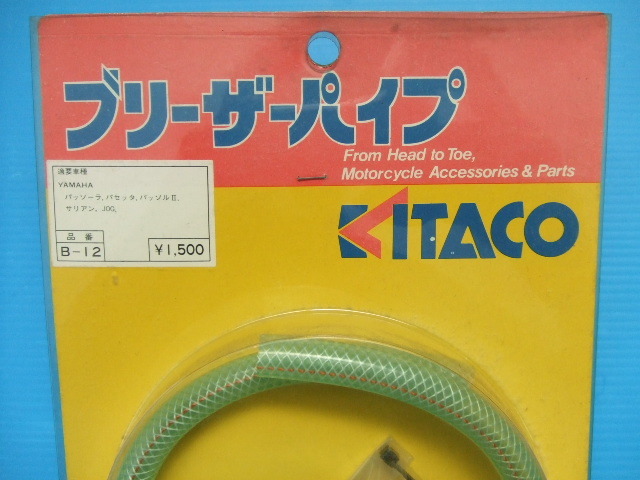 ブリーザーパイプ
From Head to Toe,
Motorcycle Accessories & Parts
KITACO
適要車種
YAMAHA
パッソーラ, パセッタ, パッソルⅡ,
サリアン, JOG,
品番
B-12
¥1,500